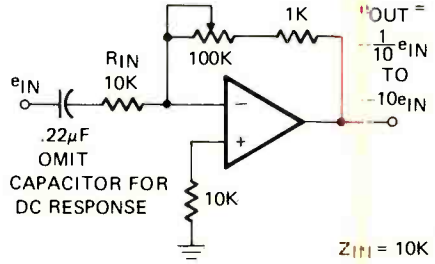 1K
OUT =
100K
1/10 eIN
TO
-10eIN
RIN
10K
eIN
−
+
.22µF
OMIT
CAPACITOR FOR
DC RESPONSE
10K
ZIN = 10K